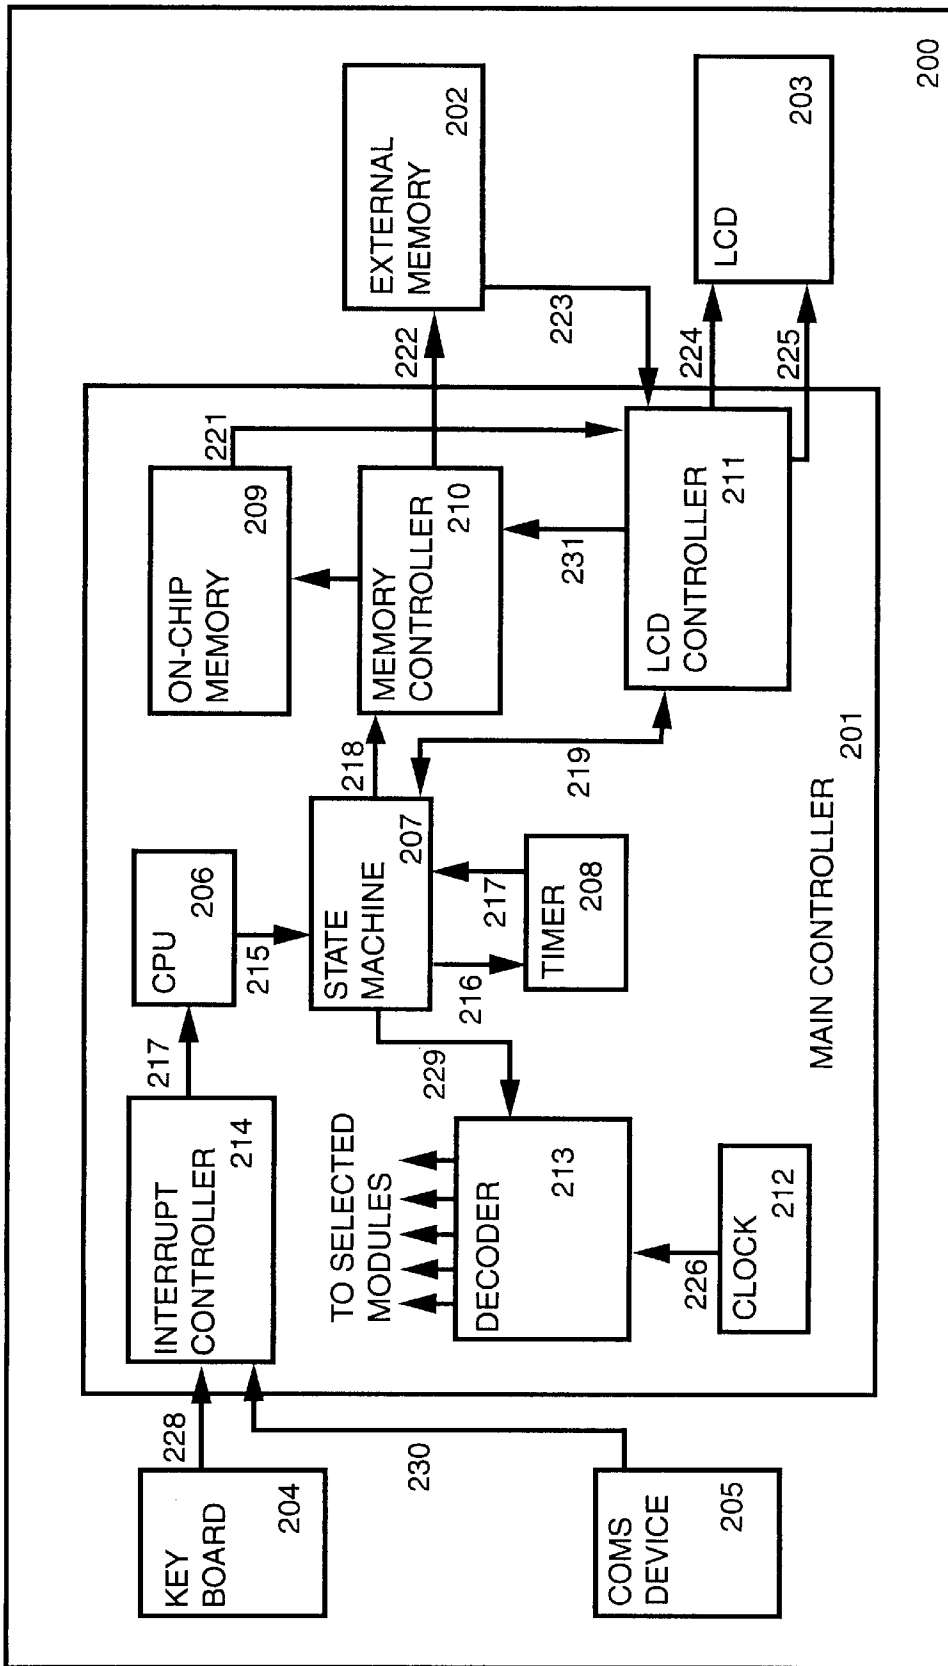 KEY
BOARD
204
228
COMS
DEVICE
205
230
INTERRUPT
CONTROLLER
214
217
CPU
206
215
TO SELECTED
MODULES
DECODER
213
229
226
CLOCK
212
STATE
MACHINE
207
216
217
TIMER
208
218
219
ON-CHIP
MEMORY
209
221
MEMORY
CONTROLLER
210
231
LCD
CONTROLLER
211
MAIN CONTROLLER
201
222
EXTERNAL
MEMORY
202
223
224
225
LCD
203
200